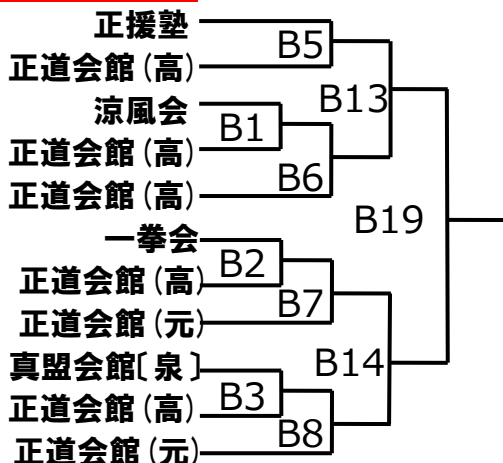 正援塾
B5
正道会館(高)
B13
涼風会
B1
正道会館(高)
B6
正道会館(高)
B19
一拳会
B2
正道会館(高)
B7
正道会館(元)
B14
真盟会館〔泉〕
B3
正道会館(高)
B8
正道会館(元)